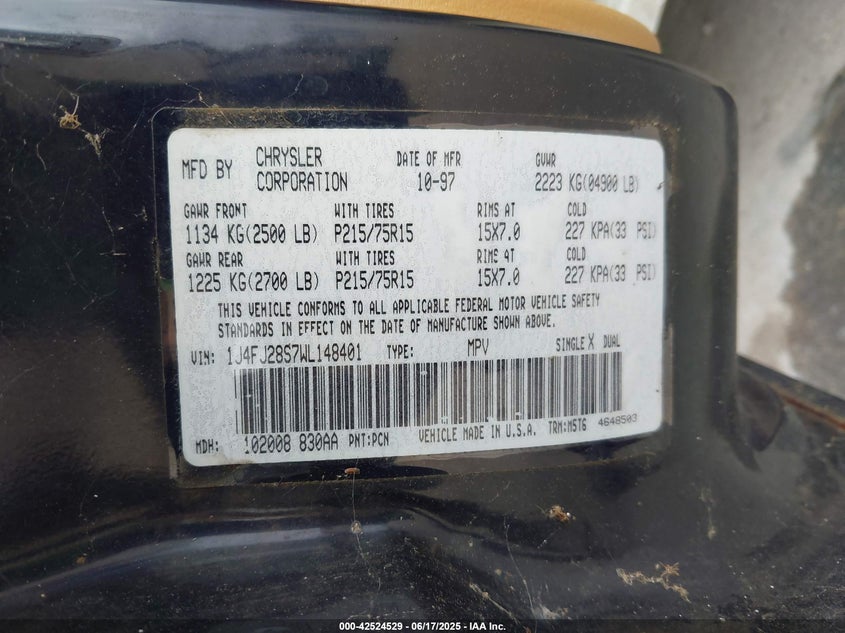 MFD BY CHRYSLER CORPORATION DATE OF MFR 10-97 GVWR 2223 KG(04900 LB)
GAWR FRONT WITH TIRES RIMS AT COLD
1134 KG(2500 LB) P215/75R15 15X7.0 227 KPA(33 PSI)
GAWR REAR WITH TIRES RIMS AT COLD
1225 KG(2700 LB) P215/75R15 15X7.0 227 KPA(33 PSI)
THIS VEHICLE CONFORMS TO ALL APPLICABLE FEDERAL MOTOR VEHICLE SAFETY
STANDARDS IN EFFECT ON THE DATE OF MANUFACTURE SHOWN ABOVE.
VIN: 1J4FJ28S7WL148401 TYPE: MPV SINGLE X DUAL
MDH: 102008 830AA PNT:PCN VEHICLE MADE IN U.S.A. TRM:M5T6 4648503
000-42524529 - 06/17/2025 - IAA Inc.